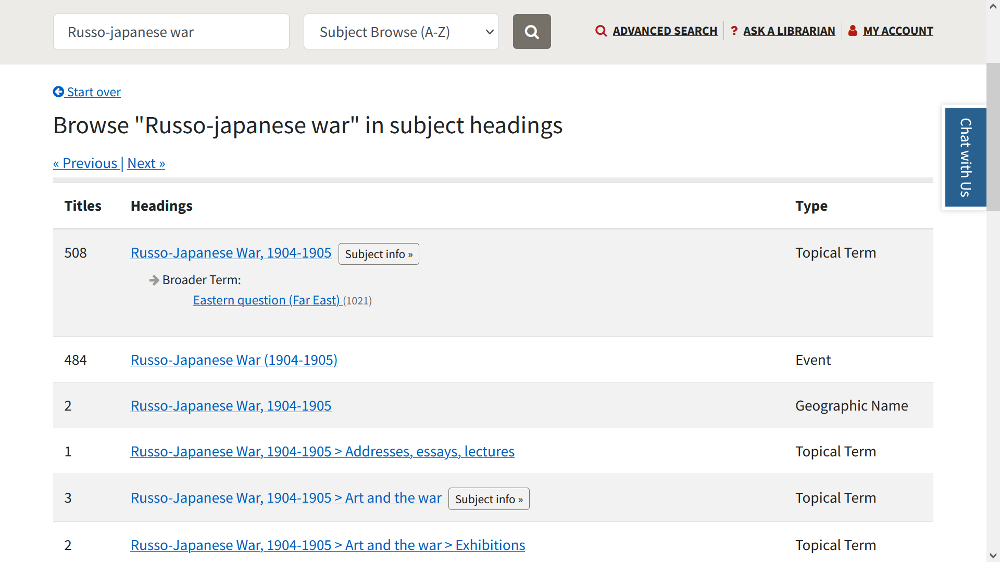 Russo-japanese war
Subject Browse (A-Z)
ADVANCED SEARCH
? ASK A LIBRARIAN
MY ACCOUNT
Start over
Browse "Russo-japanese war" in subject headings
« Previous | Next »
Chat with Us
Titles Headings Type
508 Russo-Japanese War, 1904-1905 Subject info » Topical Term
Broader Term:
Eastern question (Far East) (1021)
484 Russo-Japanese War (1904-1905) Event
2 Russo-Japanese War, 1904-1905 Geographic Name
1 Russo-Japanese War, 1904-1905 > Addresses, essays, lectures Topical Term
3 Russo-Japanese War, 1904-1905 > Art and the war Subject info » Topical Term
2 Russo-Japanese War, 1904-1905 > Art and the war > Exhibitions Topical Term